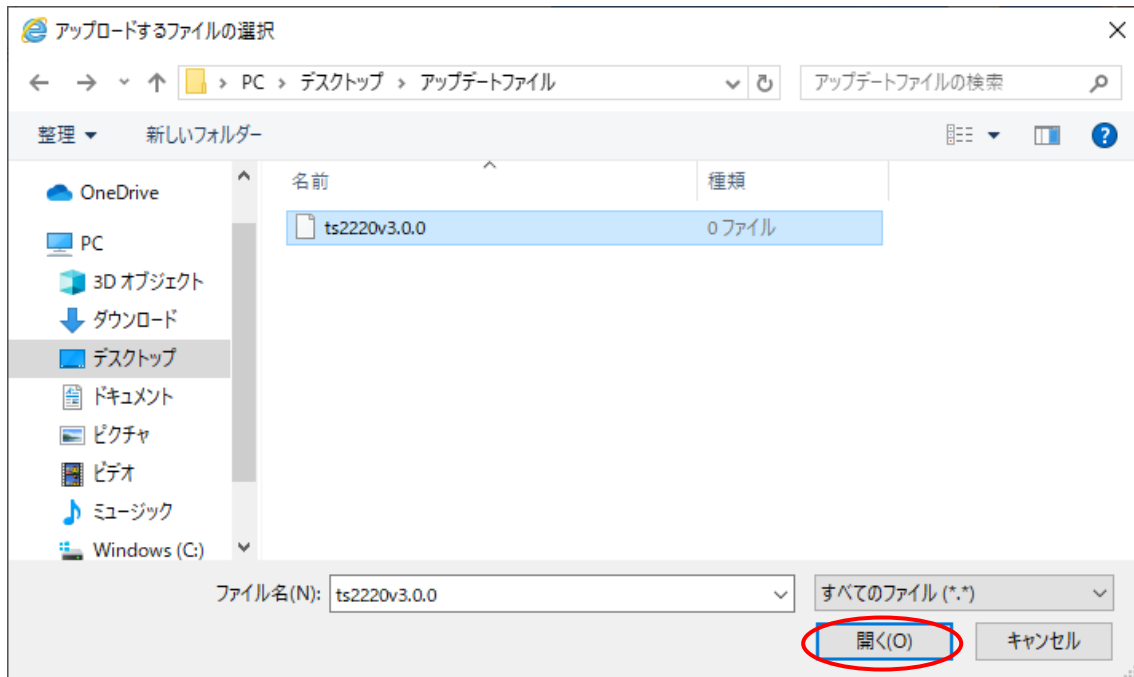 アップロードするファイルの選択
PC › デスクトップ › アップデートファイル
アップデートファイルの検索
整理 新しいフォルダー
名前 種類
ts2220v3.0.0 0 ファイル
OneDrive
PC
3D オブジェクト
ダウンロード
デスクトップ
ドキュメント
ピクチャ
ビデオ
ミュージック
Windows (C:)
ファイル名(N): ts2220v3.0.0 すべてのファイル (*.*)
開く(O) キャンセル